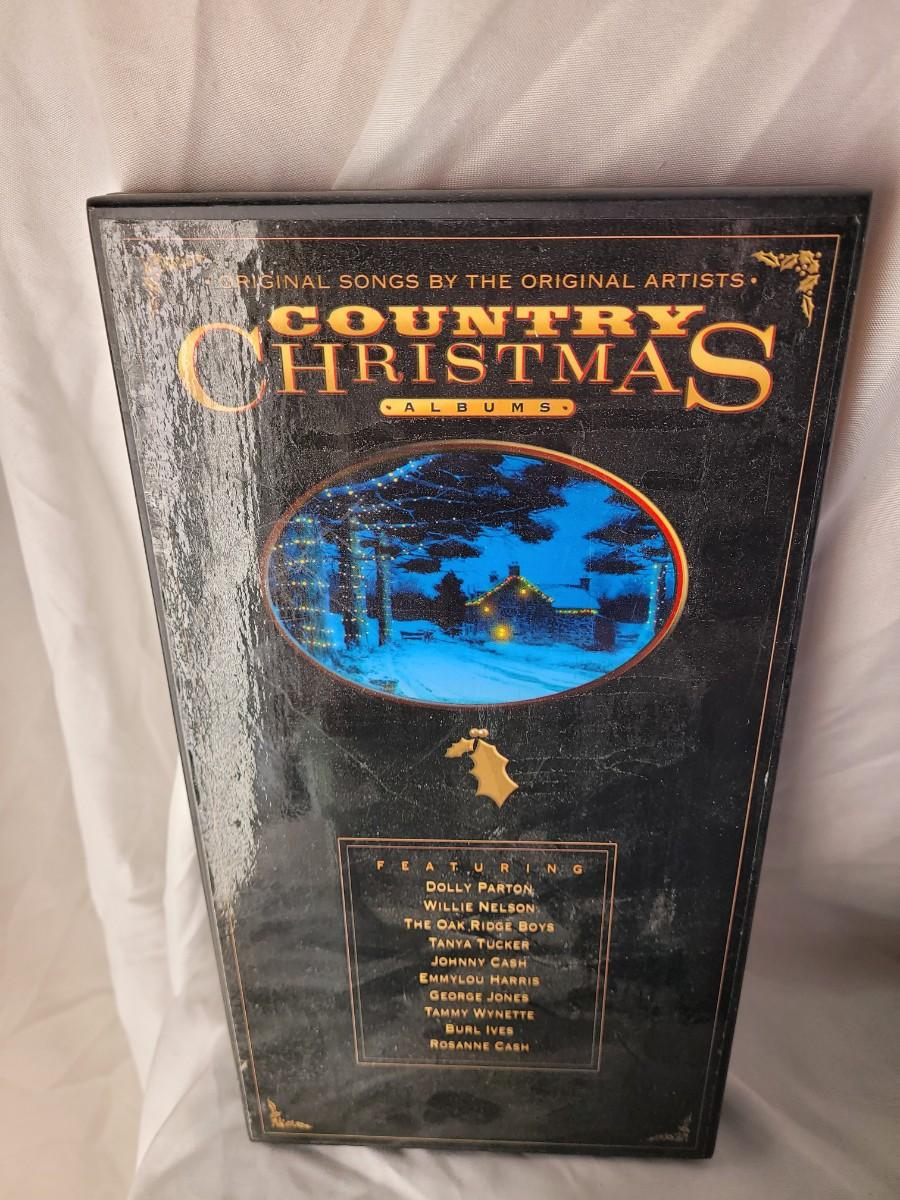 • ORIGINAL SONGS BY THE ORIGINAL ARTISTS •
COUNTRY
CHRISTMAS
• ALBUMS •
FEATURING
DOLLY PARTON
WILLIE NELSON
THE OAK RIDGE BOYS
TANYA TUCKER
JOHNNY CASH
EMMYLOU HARRIS
GEORGE JONES
TAMMY WYNETTE
BURL IVES
ROSANNE CASH